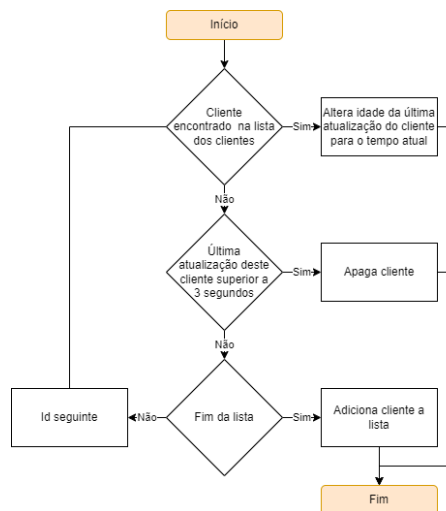 Início
Cliente
encontrado na lista
dos clientes
Sim
Altera idade da última
atualização do cliente
para o tempo atual
Não
Última
atualização deste
cliente superior a
3 segundos
Sim
Apaga cliente
Não
Id seguinte
Não
Fim da lista
Sim
Adiciona cliente a
lista
Fim